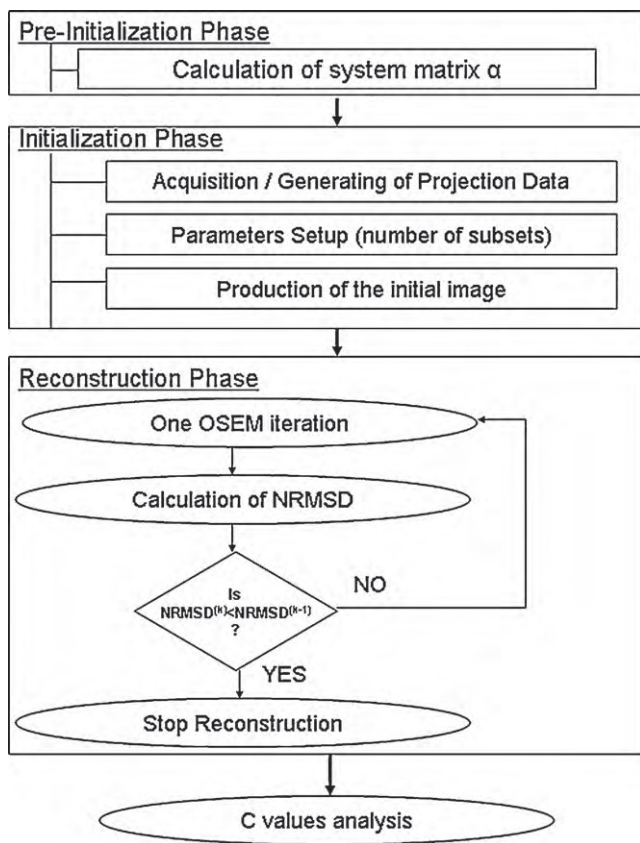 Pre-Initialization Phase
Calculation of system matrix α
Initialization Phase
Acquisition / Generating of Projection Data
Parameters Setup (number of subsets)
Production of the initial image
Reconstruction Phase
One OSEM iteration
Calculation of NRMSD
Is
NRMSD(k)<NRMSD(k-1)
?
NO
YES
Stop Reconstruction
C values analysis